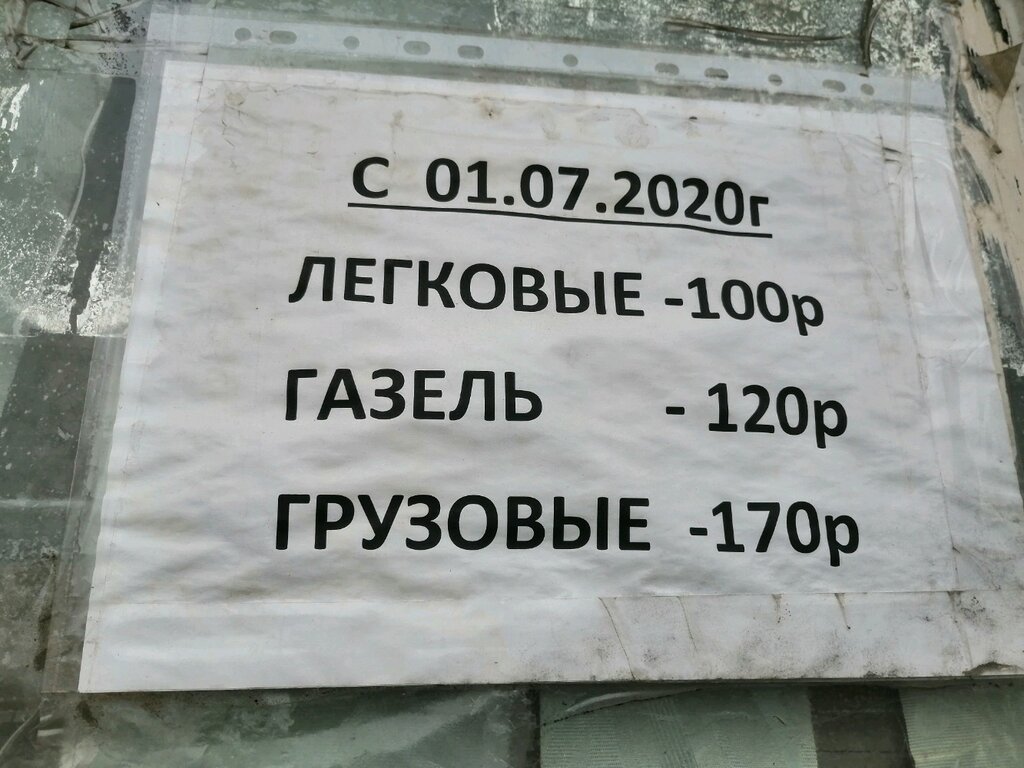 С 01.07.2020г
ЛЕГКОВЫЕ -100р
ГАЗЕЛЬ - 120р
ГРУЗОВЫЕ -170р